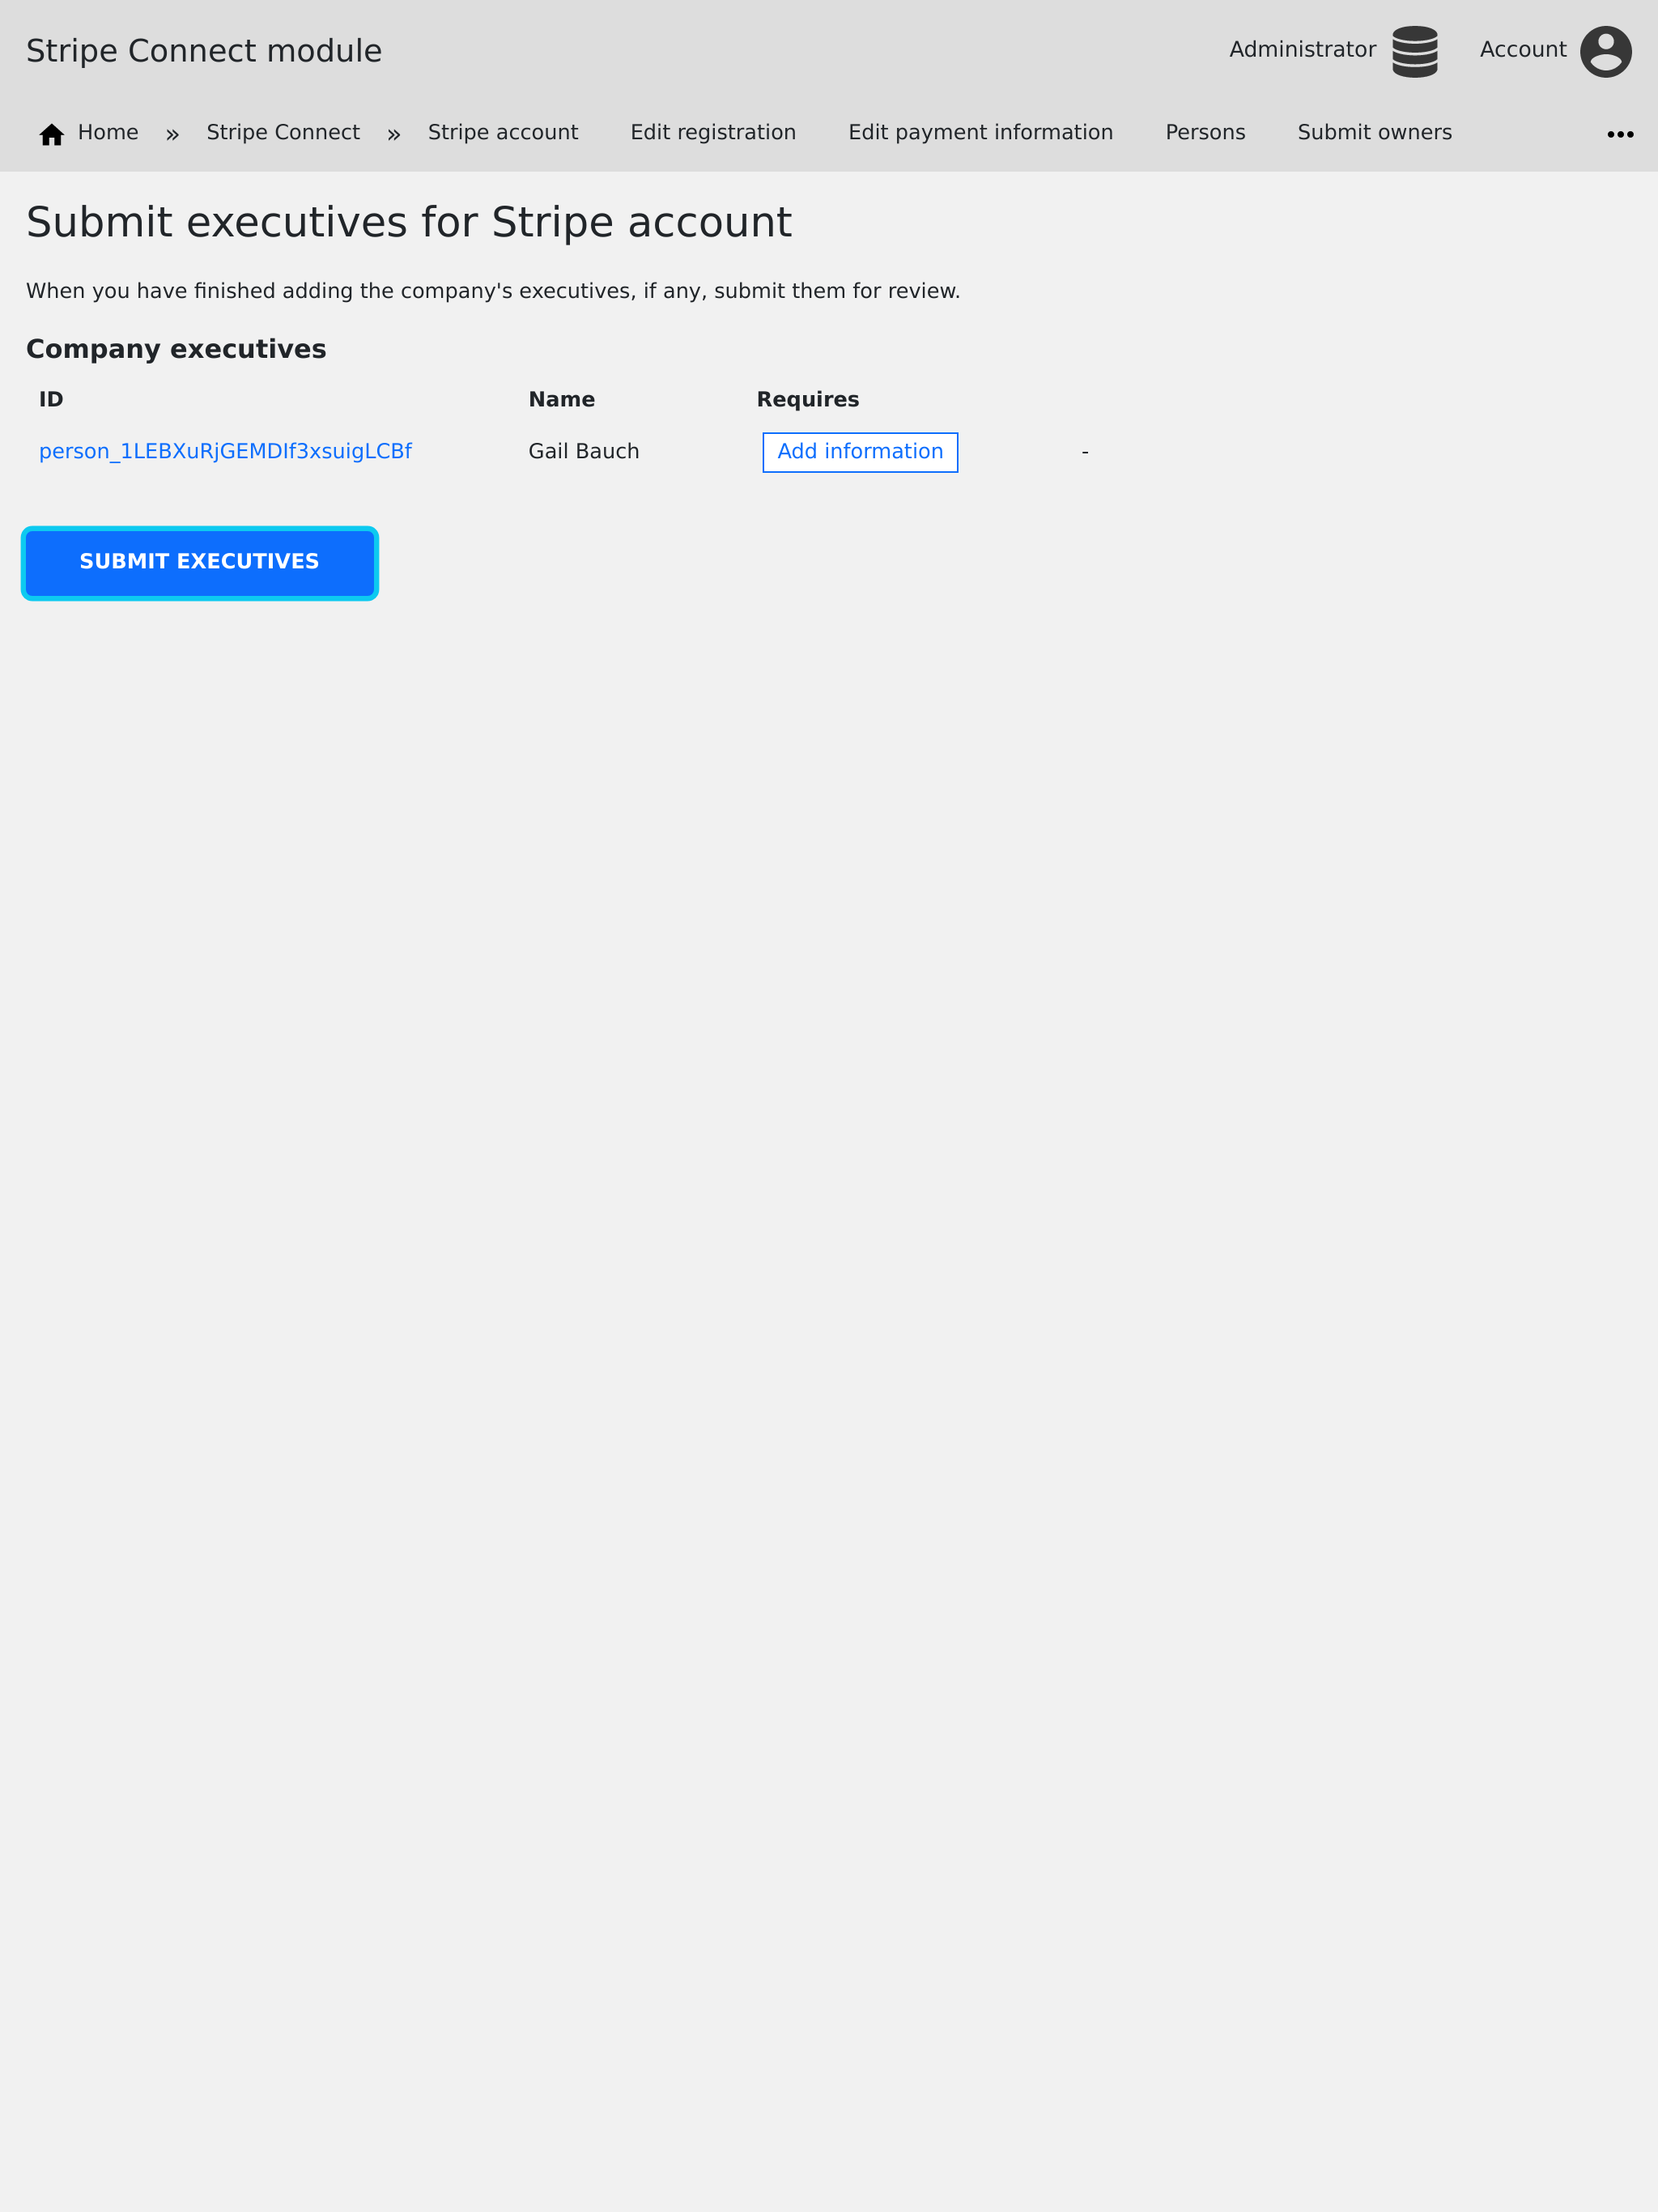 Stripe Connect module
Administrator
Account
Home » Stripe Connect » Stripe account Edit registration Edit payment information Persons Submit owners
Submit executives for Stripe account
When you have finished adding the company's executives, if any, submit them for review.
Company executives
ID Name Requires
person_1LEBXuRjGEMDIf3xsuigLCBf Gail Bauch Add information -
SUBMIT EXECUTIVES